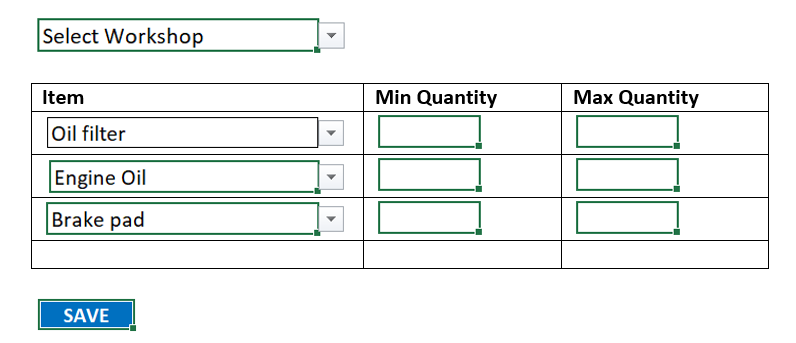 Select Workshop
Item Min Quantity Max Quantity
Oil filter
Engine Oil
Brake pad
SAVE